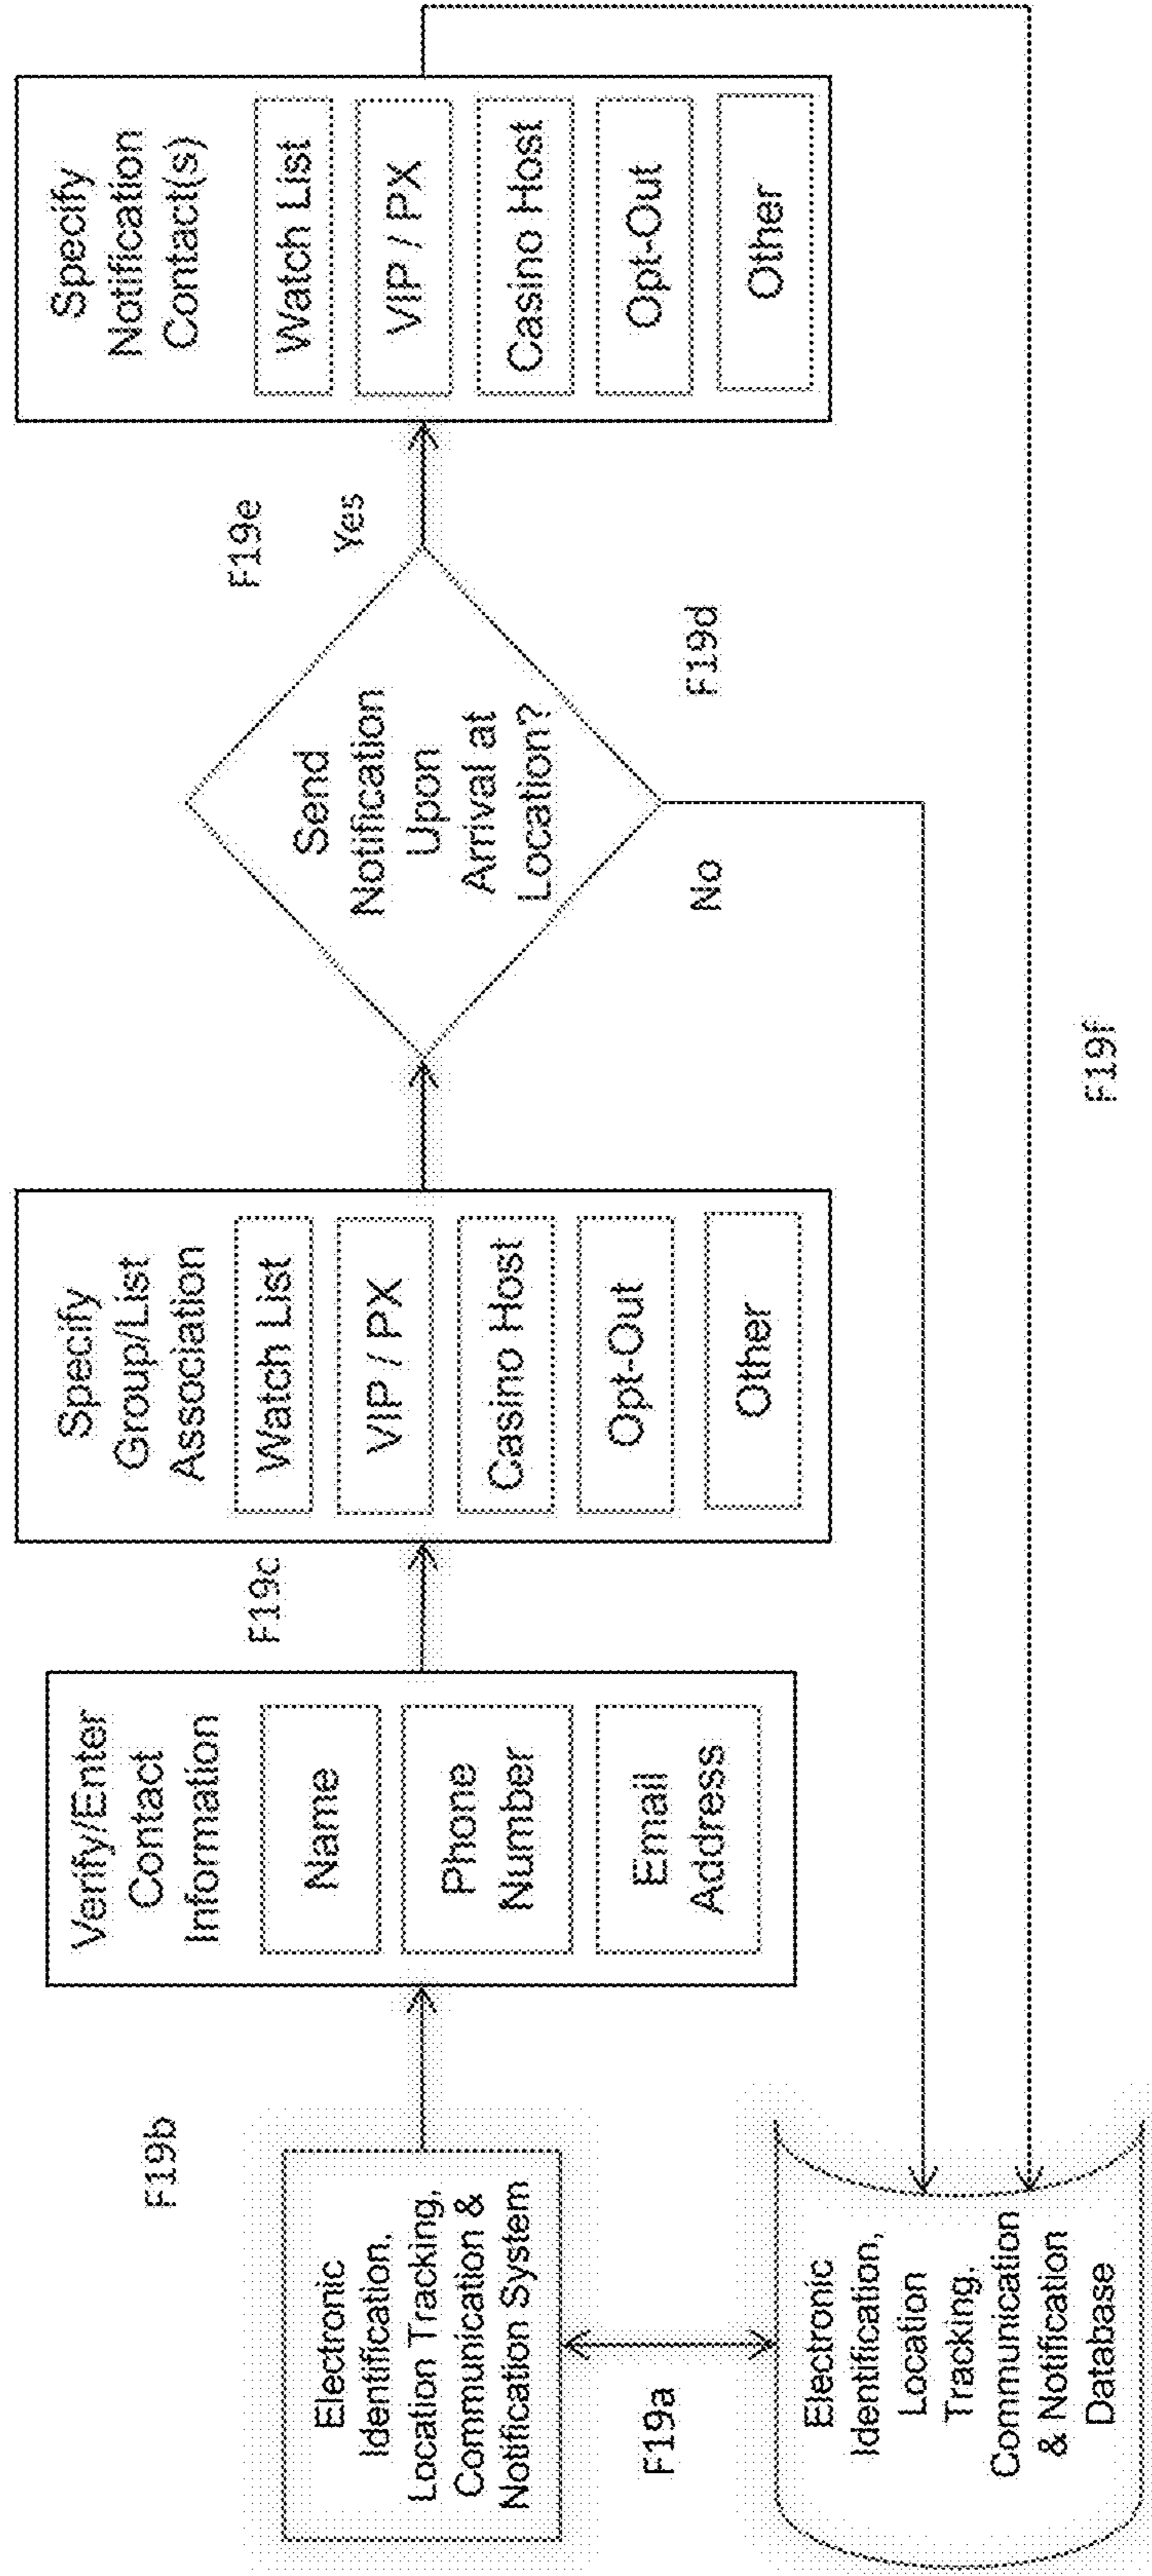 F19b
Electronic
Identification,
Location Tracking,
Communication &
Notification System
F19a
Electronic
Identification,
Location
Tracking,
Communication
& Notification
Database
Verify/Enter
Contact
Information
Name
Phone
Number
Email
Address
F19c
Specify
Group/List
Association
Watch List
VIP / PX
Casino Host
Opt-Out
Other
Send
Notification
Upon
Arrival at
Location?
No
F19d
F19e
Yes
Specify
Notification
Contact(s)
Watch List
VIP / PX
Casino Host
Opt-Out
Other
F19f